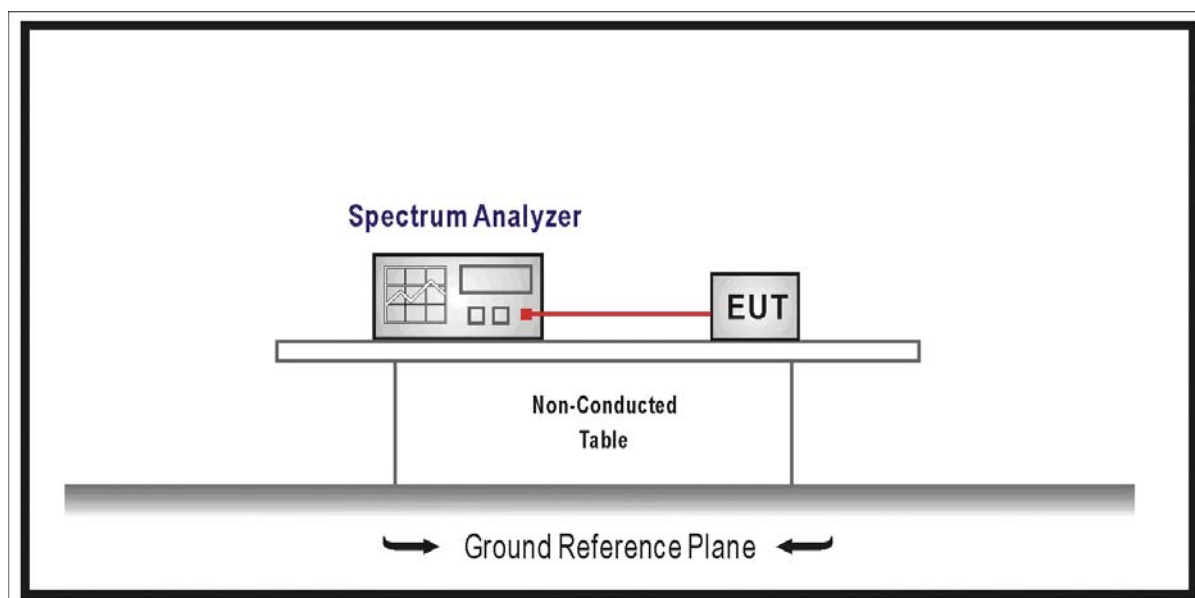 Spectrum Analyzer
EUT
Non-Conducted
Table
Ground Reference Plane